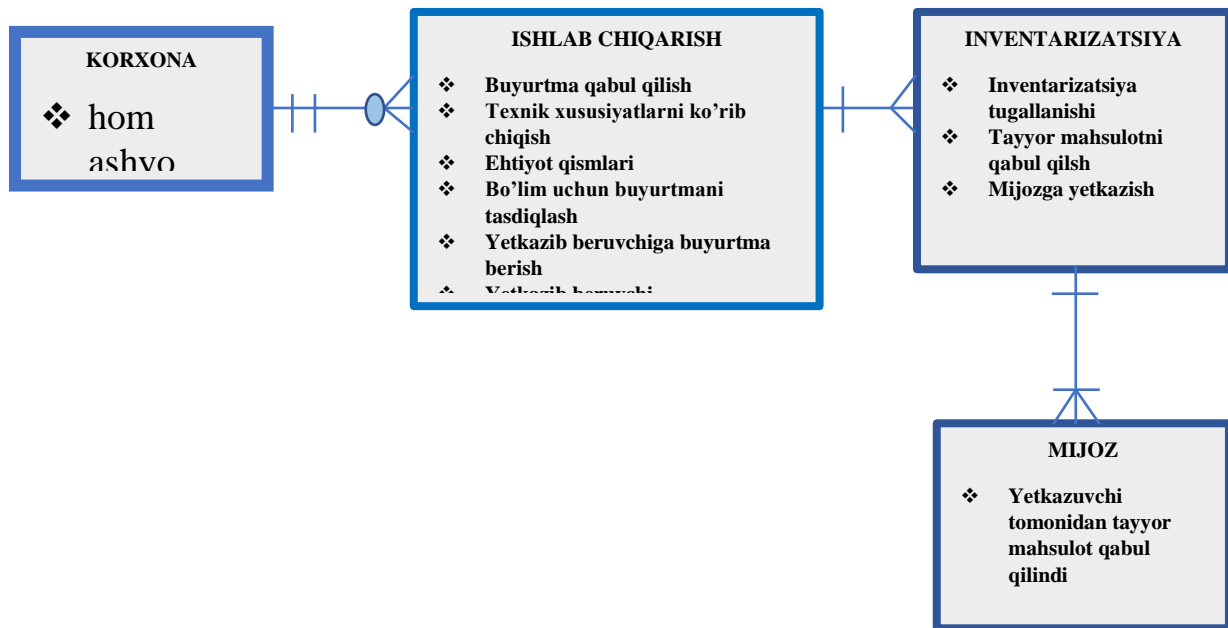 KORXONA
❖ hom
ashyo
ISHLAB CHIQARISH
❖ Buyurtma qabul qilish
❖ Texnik xususiyatlarni ko’rib
chiqish
❖ Ehtiyot qismlari
❖ Bo’lim uchun buyurtmani
tasdiqlash
❖ Yetkazib beruvchiga buyurtma
berish
❖ Yetkazib beruvchi
INVENTARIZATSIYA
❖ Inventarizatsiya
tugallanishi
❖ Tayyor mahsulotni
qabul qilsh
❖ Mijozga yetkazish
MIJOZ
❖ Yetkazuvchi
tomonidan tayyor
mahsulot qabul
qilindi